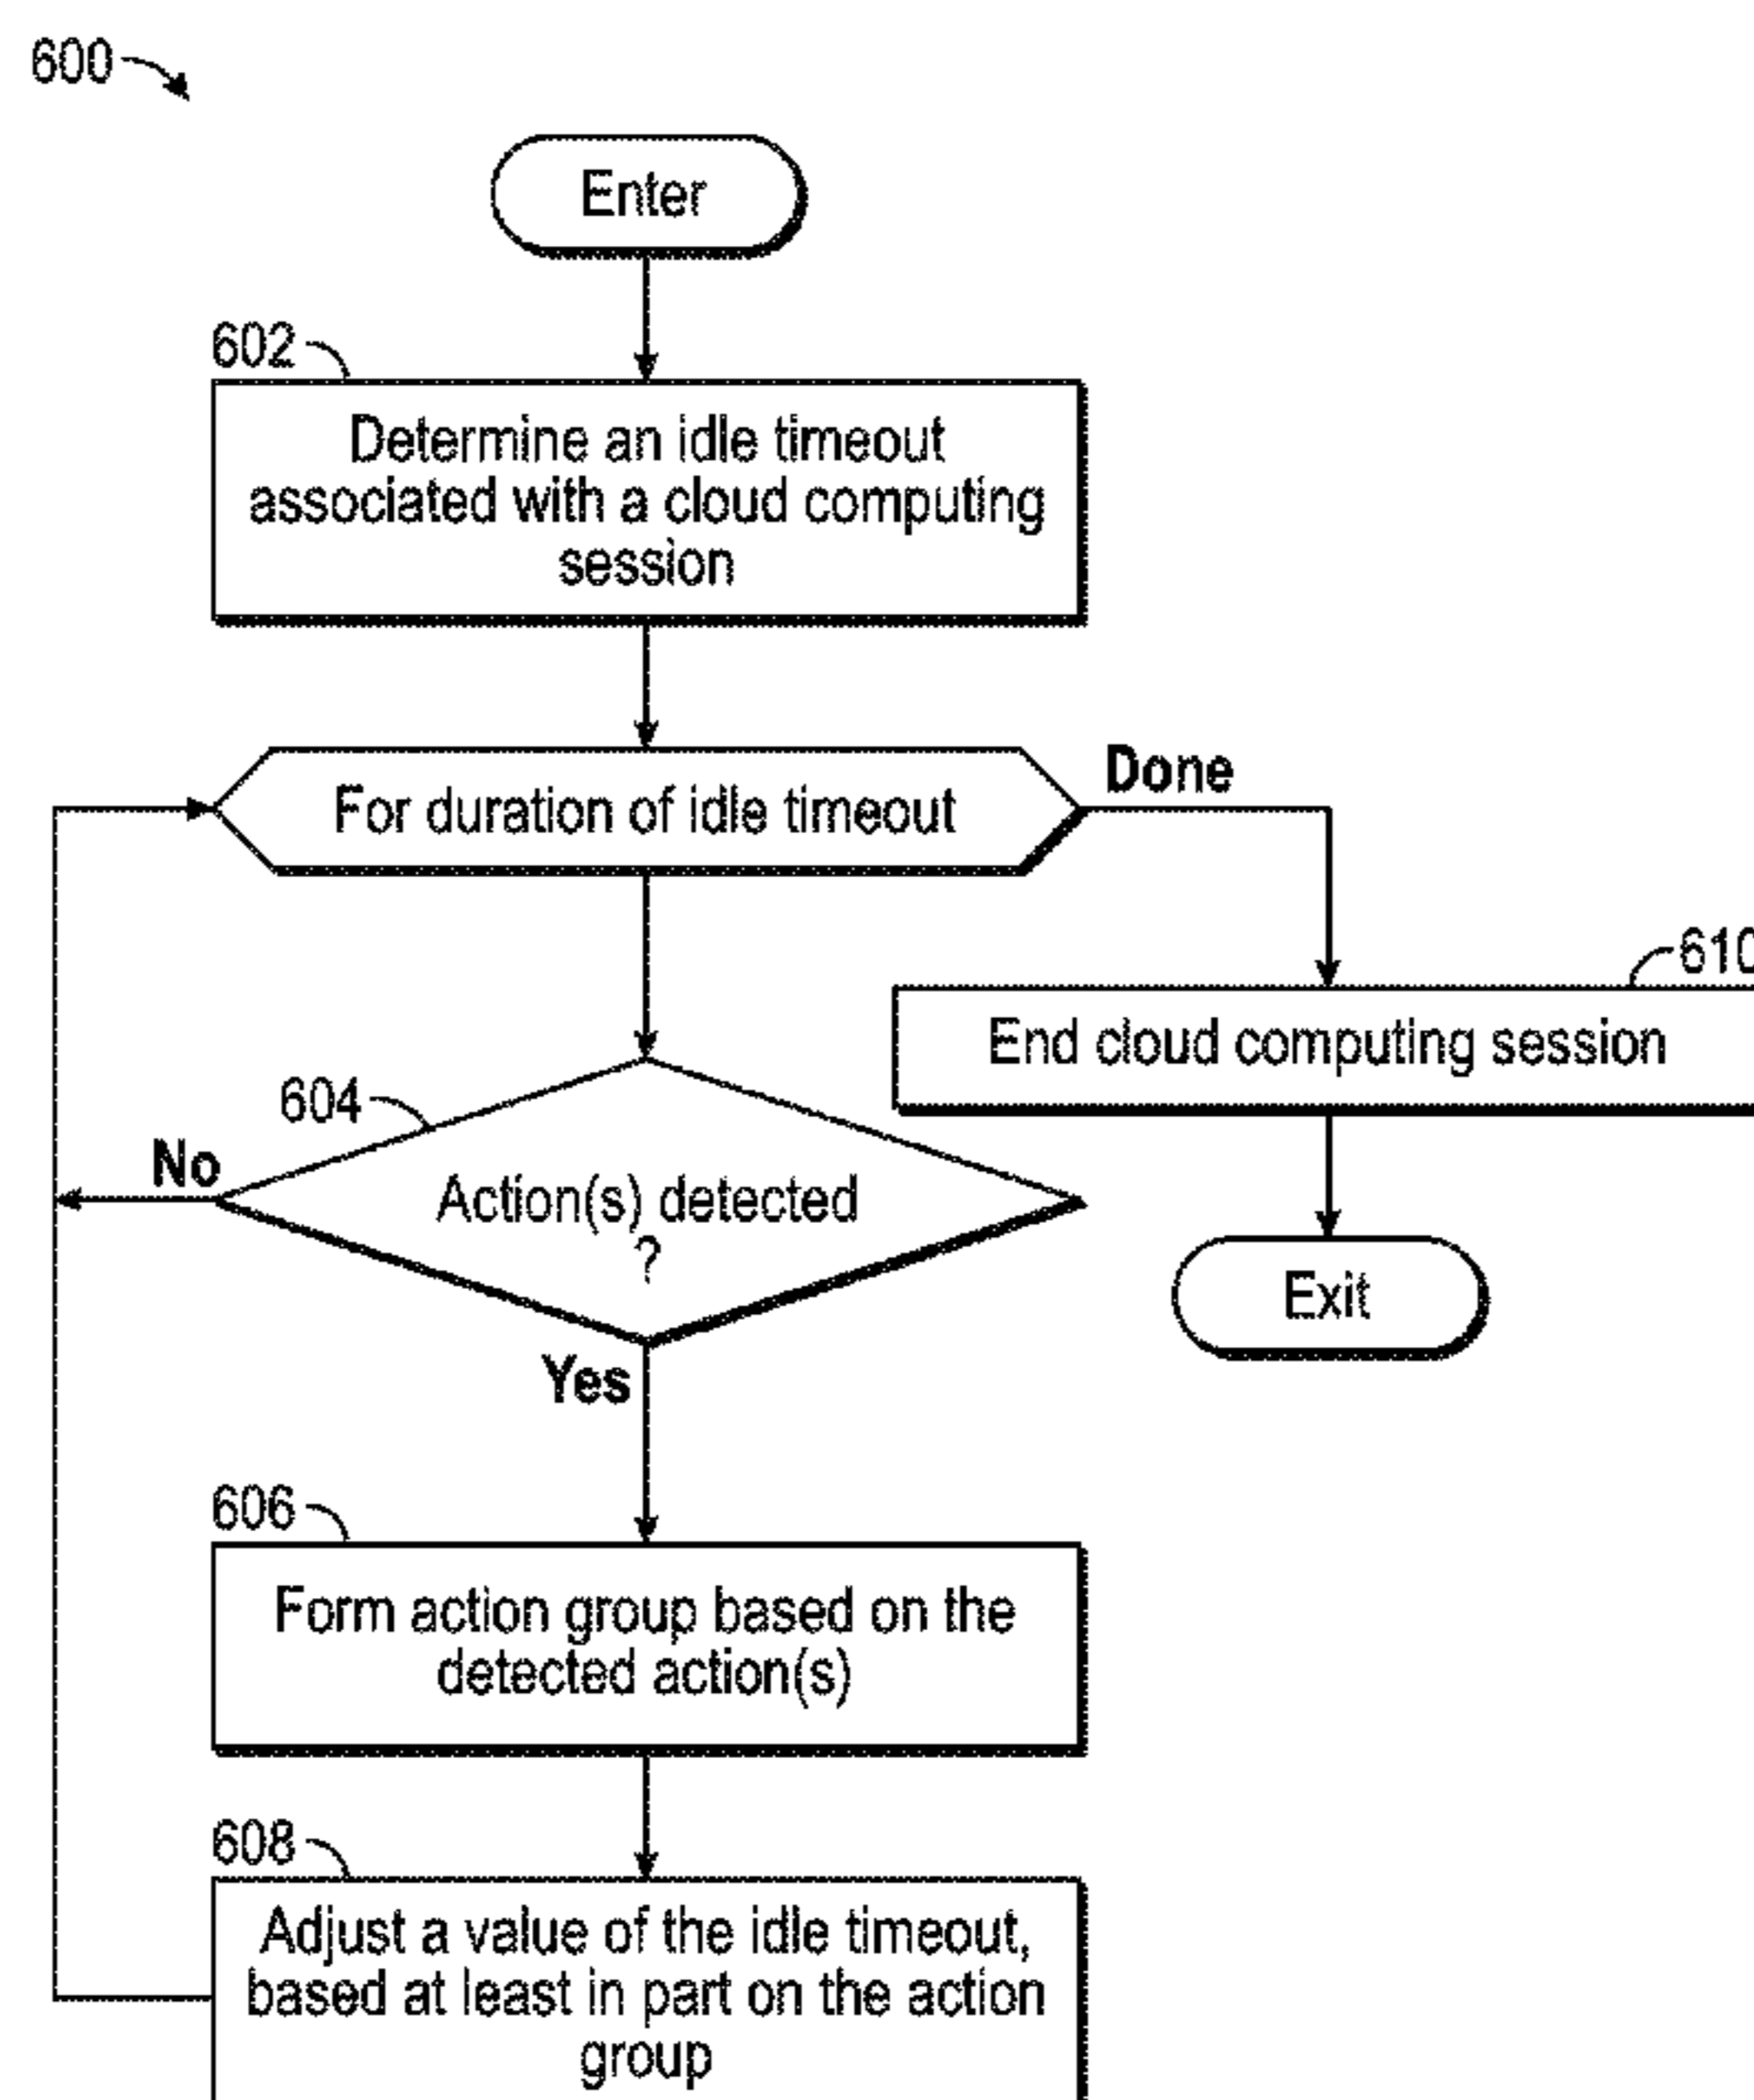 600
Enter
602
Determine an idle timeout
associated with a cloud computing
session
For duration of idle timeout
Done
610
End cloud computing session
604
No
Action(s) detected
?
Exit
Yes
606
Form action group based on the
detected action(s)
608
Adjust a value of the idle timeout,
based at least in part on the action
group